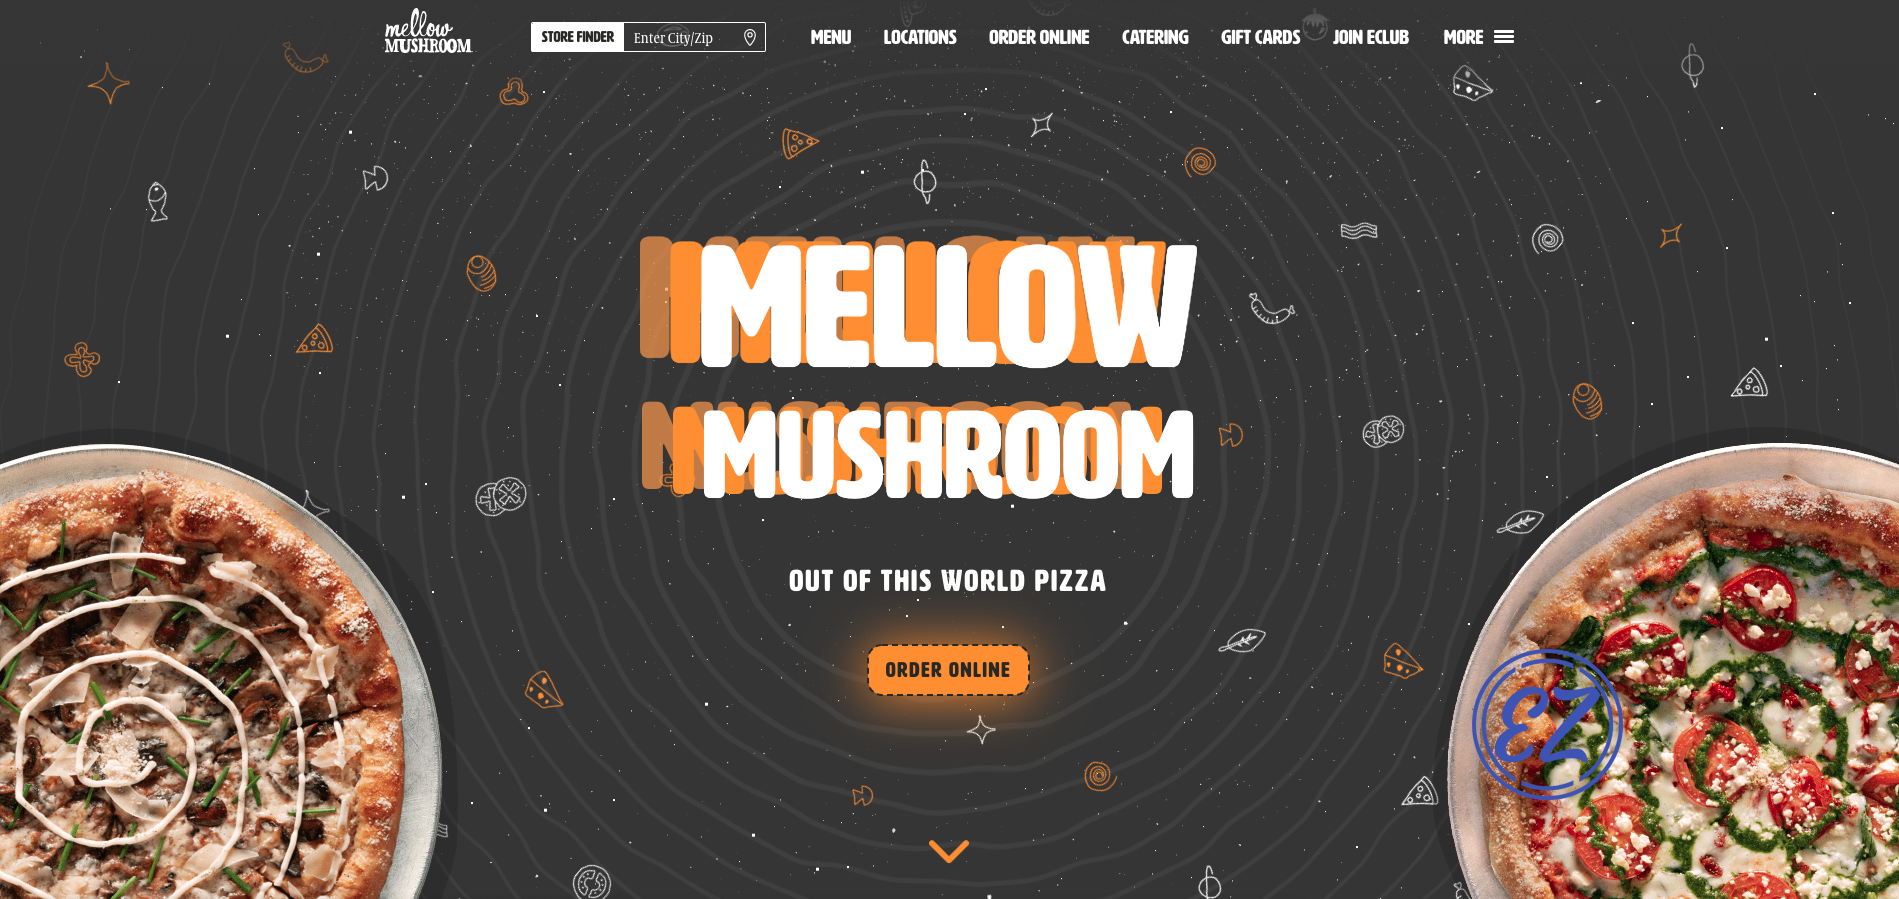 mellow
MUSHROOM
STORE FINDER
Enter City/Zip
MENU
LOCATIONS
ORDER ONLINE
CATERING
GIFT CARDS
JOIN ECLUB
MORE
MELLOW
MUSHROOM
OUT OF THIS WORLD PIZZA
ORDER ONLINE
EZ